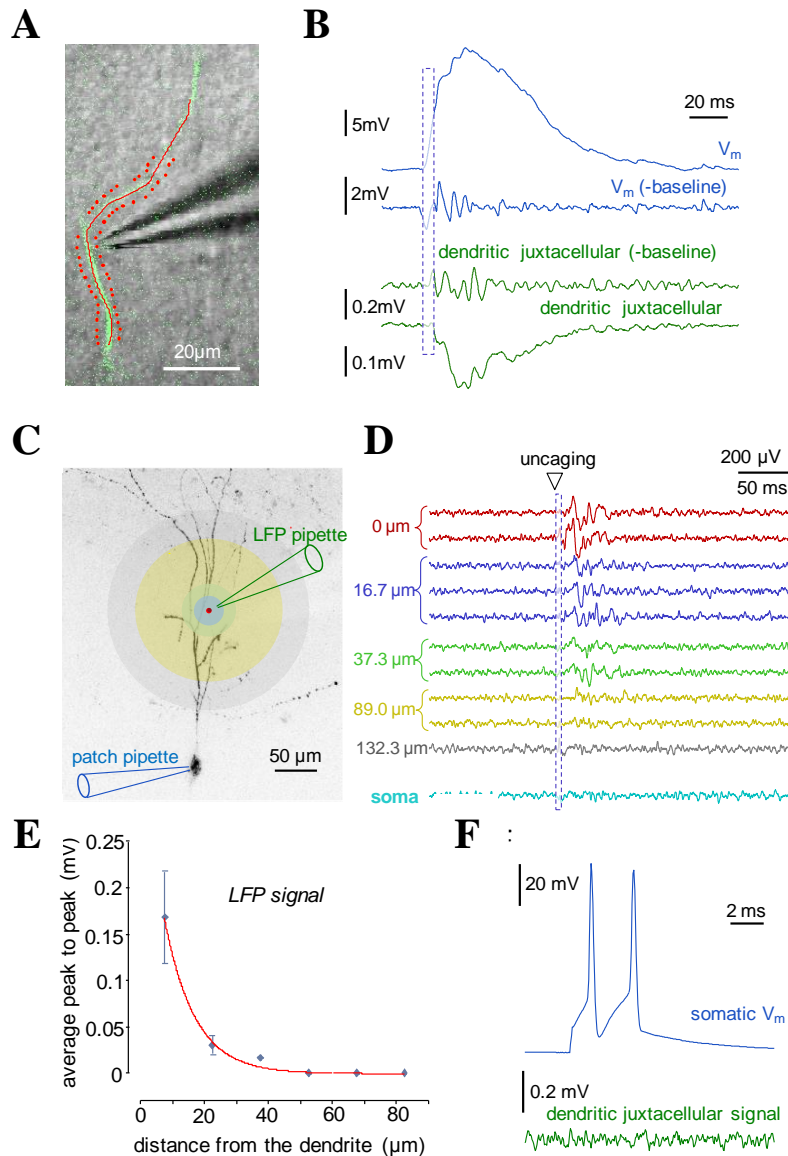 A
20µm
B
5mV
20 ms
Vm
2mV
Vm (-baseline)
dendritic juxtacellular (-baseline)
0.2mV
dendritic juxtacellular
0.1mV
C
LFP pipette
patch pipette
50 µm
D
uncaging
200 µV
50 ms
0 µm
16.7 µm
37.3 µm
89.0 µm
132.3 µm
soma
E
0.25
0.2
0.15
0.1
0.05
0
average peak to peak (mV)
LFP signal
0 20 40 60 80
distance from the dendrite (µm)
F :
20 mV
2 ms
somatic Vm
0.2 mV
dendritic juxtacellular signal